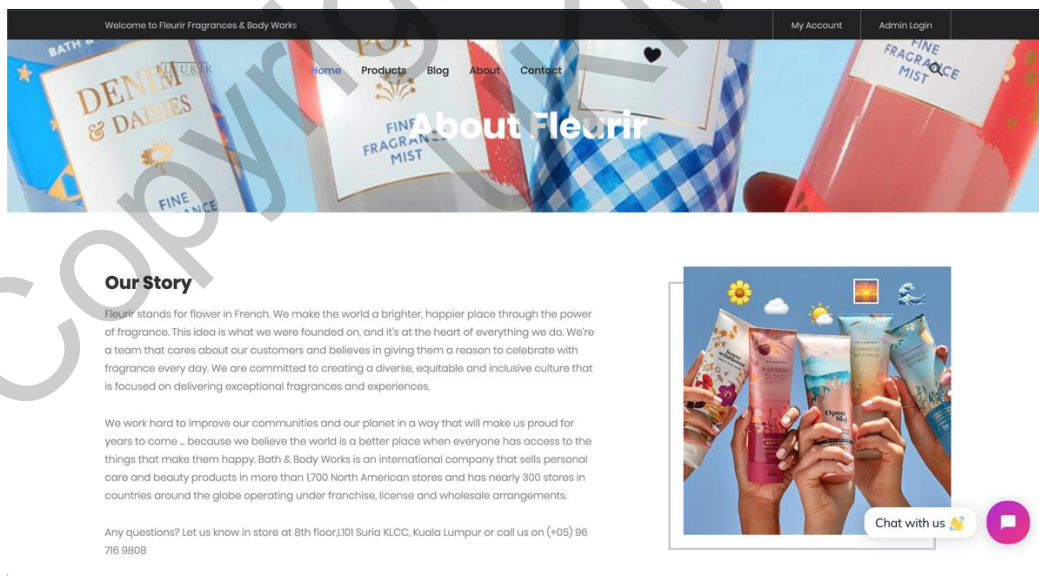 Welcome to Fleurir Fragrances & Body Works
My Account
Admin Login
FLEURIR
Home
Products
Blog
About
Contact
BATH
DENIM
& DAISIES
FINE
FRAGRANCE
MIST
FINE
FRAGRANCE
MIST
About Fleurir
Our Story
Fleurir stands for flower in French. We make the world a brighter, happier place through the power
of fragrance. This idea is what we were founded on, and it's at the heart of everything we do. We're
a team that cares about our customers and believes in giving them a reason to celebrate with
fragrance every day. We are committed to creating a diverse, equitable and inclusive culture that
is focused on delivering exceptional fragrances and experiences.
We work hard to improve our communities and our planet in a way that will make us proud for
years to come … because we believe the world is a better place when everyone has access to the
things that make them happy. Bath & Body Works is an international company that sells personal
care and beauty products in more than 1,700 North American stores and has nearly 300 stores in
countries around the globe operating under franchise, license and wholesale arrangements.
Any questions? Let us know in store at 8th floor,L101 Suria KLCC, Kuala Lumpur or call us on (+05) 96
716 9808
Open
Sky
Chat with us 👋
Copyright